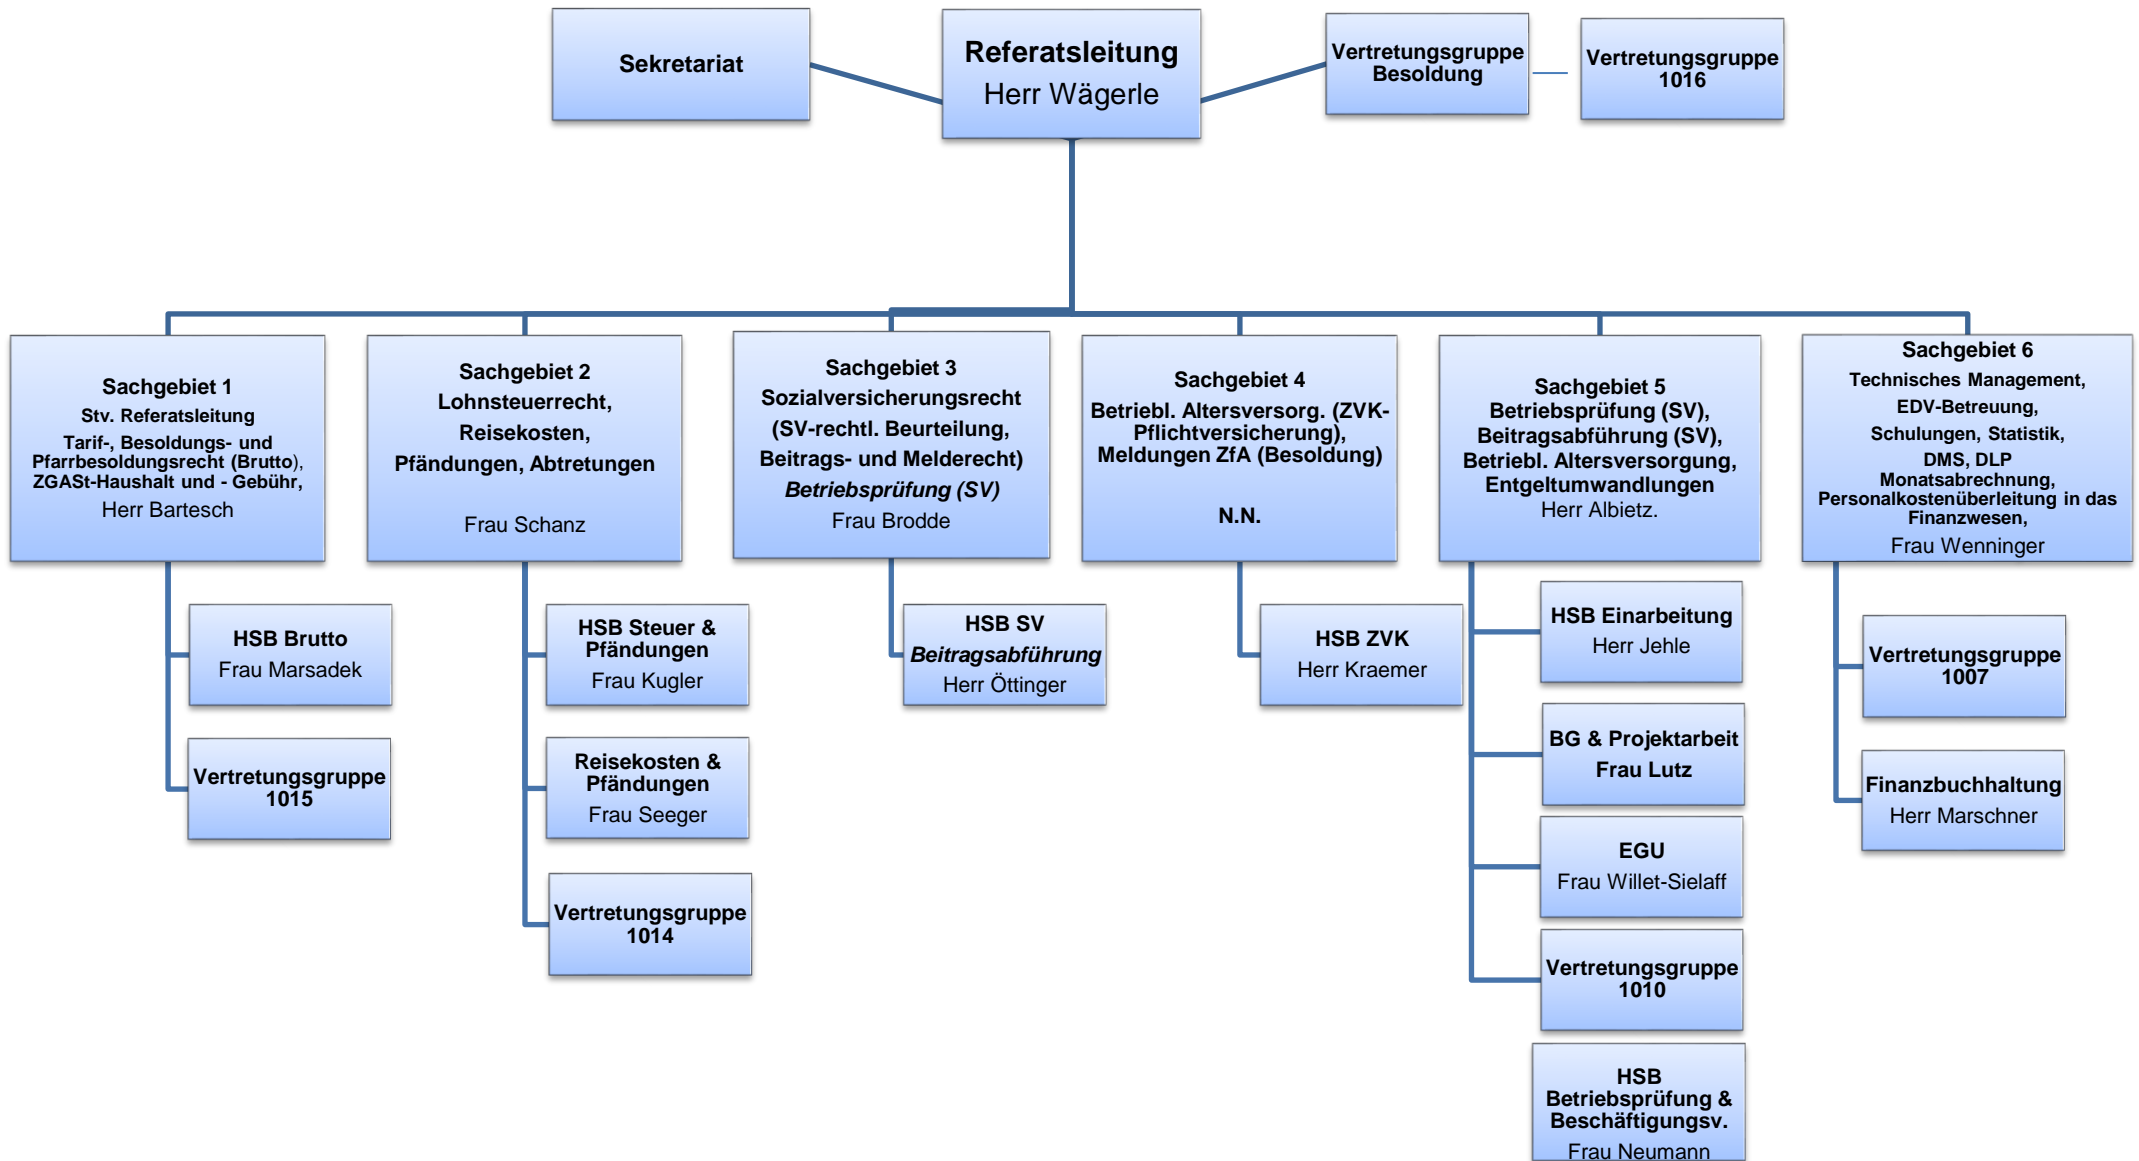 Sekretariat
Referatsleitung
Herr Wägerle
Vertretungsgruppe
Besoldung
Vertretungsgruppe
1016
Sachgebiet 1
Stv. Referatsleitung
Tarif-, Besoldungs- und
Pfarrbesoldungsrecht (Brutto),
ZGASt-Haushalt und - Gebühr,
Herr Bartesch
Sachgebiet 2
Lohnsteuerrecht,
Reisekosten,
Pfändungen, Abtretungen
Frau Schanz
Sachgebiet 3
Sozialversicherungsrecht
(SV-rechtl. Beurteilung,
Beitrags- und Melderecht)
Betriebsprüfung (SV)
Frau Brodde
Sachgebiet 4
Betriebl. Altersversorg. (ZVK-
Pflichtversicherung),
Meldungen ZfA (Besoldung)
N.N.
Sachgebiet 5
Betriebsprüfung (SV),
Beitragsabführung (SV),
Betriebl. Altersversorgung,
Entgeltumwandlungen
Herr Albietz.
Sachgebiet 6
Technisches Management,
EDV-Betreuung,
Schulungen, Statistik,
DMS, DLP
Monatsabrechnung,
Personalkostenüberleitung in das
Finanzwesen,
Frau Wenninger
HSB Brutto
Frau Marsadek
Vertretungsgruppe
1015
HSB Steuer &
Pfändungen
Frau Kugler
Reisekosten &
Pfändungen
Frau Seeger
Vertretungsgruppe
1014
HSB SV
Beitragsabführung
Herr Öttinger
HSB ZVK
Herr Kraemer
HSB Einarbeitung
Herr Jehle
BG & Projektarbeit
Frau Lutz
EGU
Frau Willet-Sielaff
Vertretungsgruppe
1010
HSB
Betriebsprüfung &
Beschäftigungsv.
Frau Neumann
Vertretungsgruppe
1007
Finanzbuchhaltung
Herr Marschner